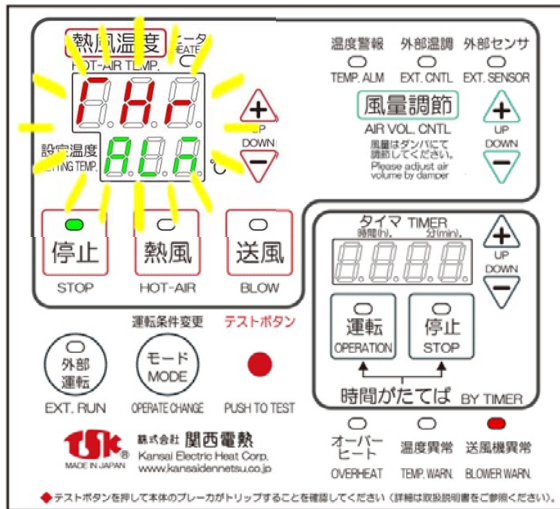 熱風温度 ヒータ
HOT-AIR TEMP. HEATER
THr
設定温度
SETTING TEMP.
BLA ℃
UP
DOWN
温度警報 外部温調 外部センサ
TEMP. ALM EXT. CNTL EXT. SENSOR
風量調節
AIR VOL. CNTL
風量はダンパにて
調節してください。
Please adjust air
volume by damper
UP
DOWN
停止 熱風 送風
STOP HOT-AIR BLOW
タイマ TIMER
時間(h). 分(min).
8.8.8.8
UP
DOWN
運転
OPERATION
停止
STOP
時間がたてば BY TIMER
運転条件変更 テストボタン
外部
運転
モード
MODE
EXT. RUN OPERATE CHANGE PUSH TO TEST
TSK®
MADE IN JAPAN
株式会社 関西電熱
Kansai Electric Heat Corp.
www.kansaidennetsu.co.jp
オーバー
ヒート 温度異常 送風機異常
OVERHEAT TEMP. WARN. BLOWER WARN.
◆テストボタンを押して本体のブレーカがトリップすることを確認してください（詳細は取扱説明書をご参照ください）。